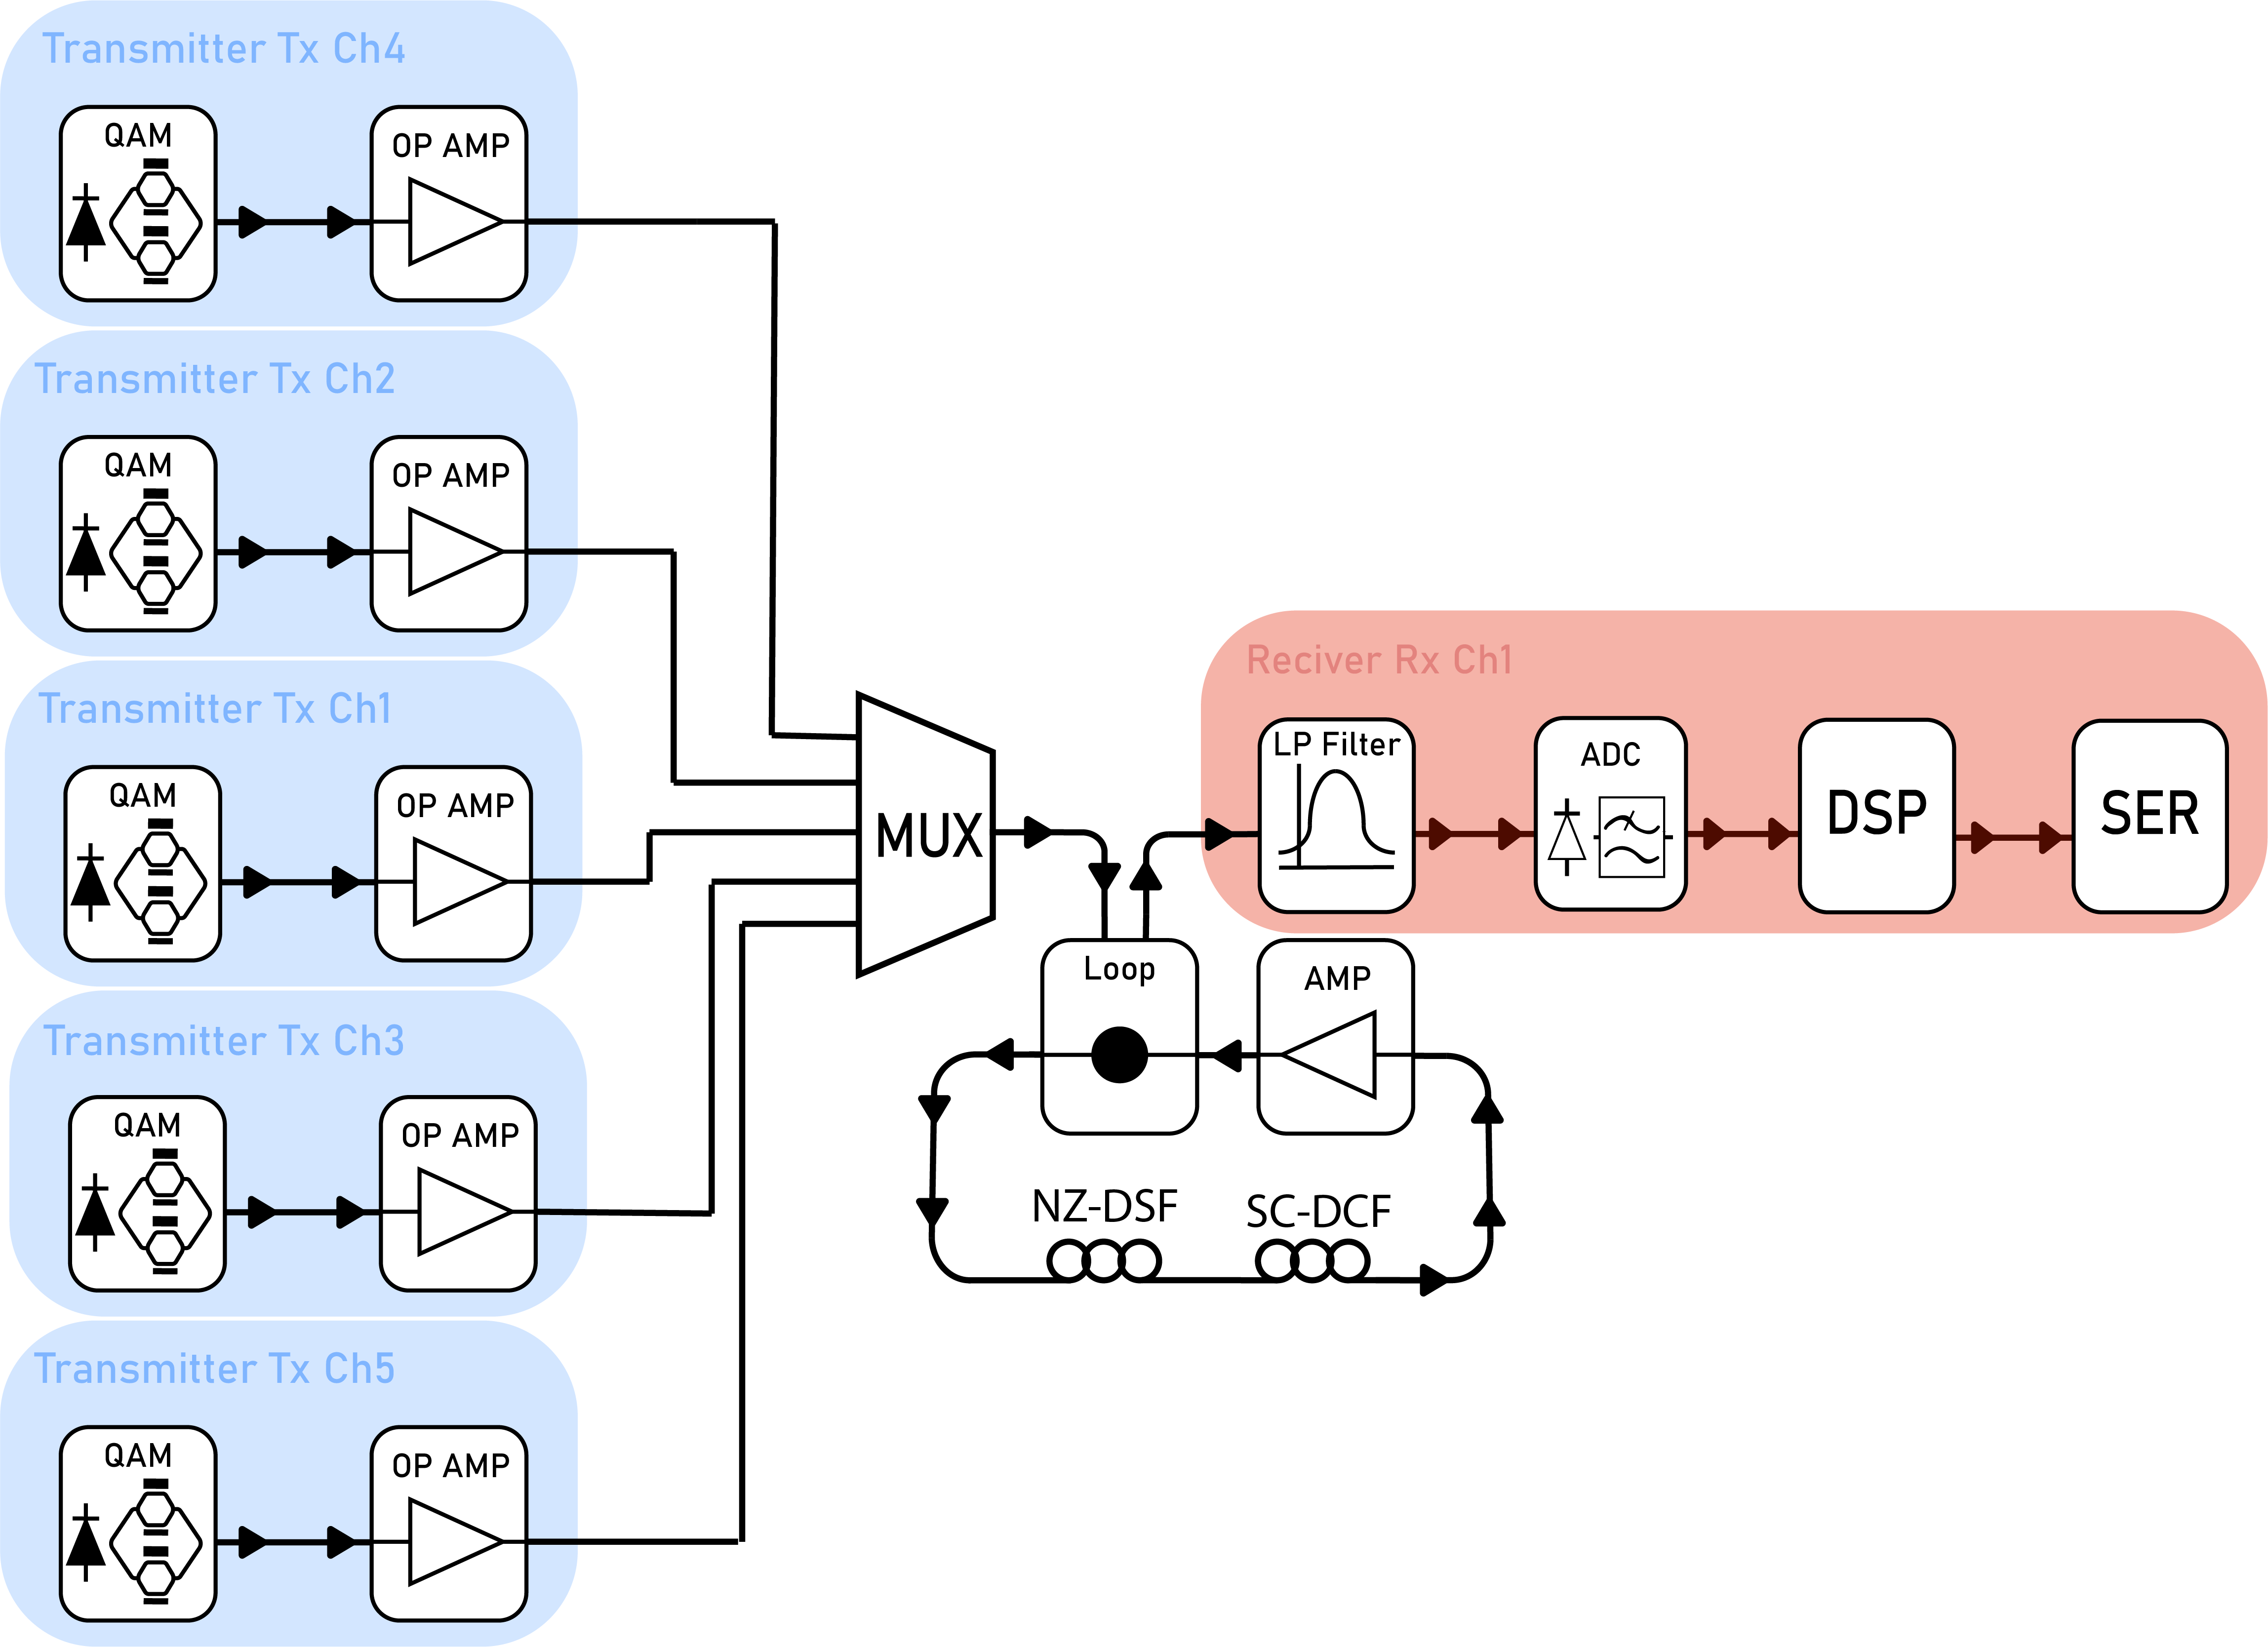 Transmitter Tx Ch4
QAM
OP AMP
Transmitter Tx Ch2
QAM
OP AMP
Transmitter Tx Ch1
QAM
OP AMP
Transmitter Tx Ch3
QAM
OP AMP
Transmitter Tx Ch5
QAM
OP AMP
MUX
Loop
AMP
NZ-DSF
SC-DCF
Reciver Rx Ch1
LP Filter
ADC
DSP
SER